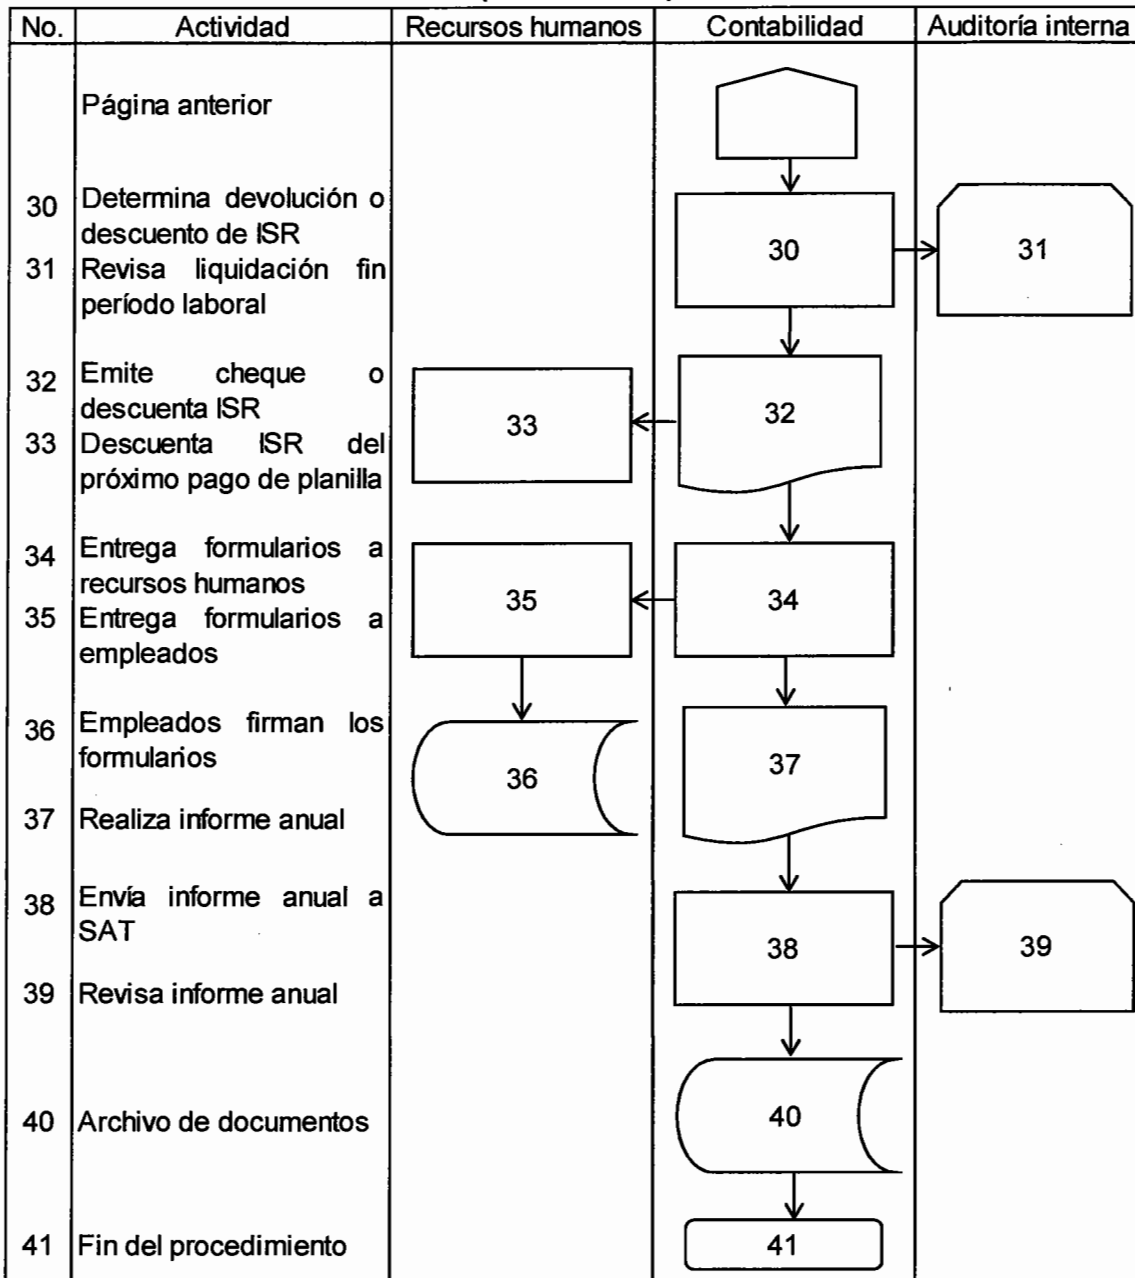 No. Actividad Recursos humanos Contabilidad Auditoría interna
Página anterior
30 Determina devolución o
descuento de ISR
31 Revisa liquidación fin
período laboral
30
31
32 Emite cheque o
descuenta ISR
33 Descuenta ISR del
próximo pago de planilla
33
32
34 Entrega formularios a
recursos humanos
35 Entrega formularios a
empleados
35
34
36 Empleados firman los
formularios
36
37
37 Realiza informe anual
38 Envía informe anual a
SAT
38
39
39 Revisa informe anual
40 Archivo de documentos
40
41 Fin del procedimiento
41